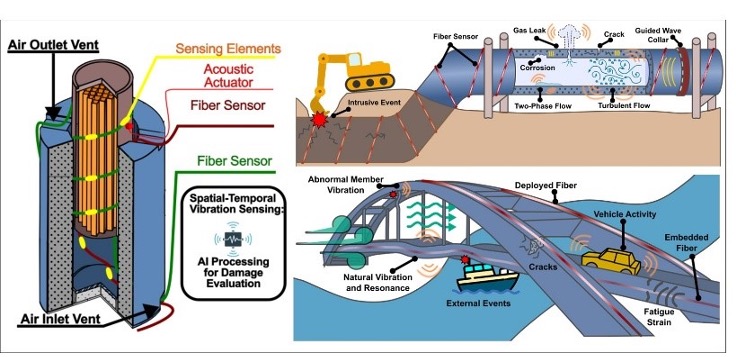 Air Outlet Vent
Sensing Elements
Acoustic
Actuator
Fiber Sensor
Fiber Sensor
Spatial-Temporal
Vibration Sensing:
AI Processing
for Damage
Evaluation
Air Inlet Vent
Fiber Sensor
Gas Leak
Crack
Guided Wave
Collar
Corrosion
Intrusive Event
Two-Phase Flow
Turbulent Flow
Abnormal Member
Vibration
Deployed Fiber
Vehicle Activity
Embedded
Fiber
Natural Vibration
and Resonance
Cracks
External Events
Fatigue
Strain